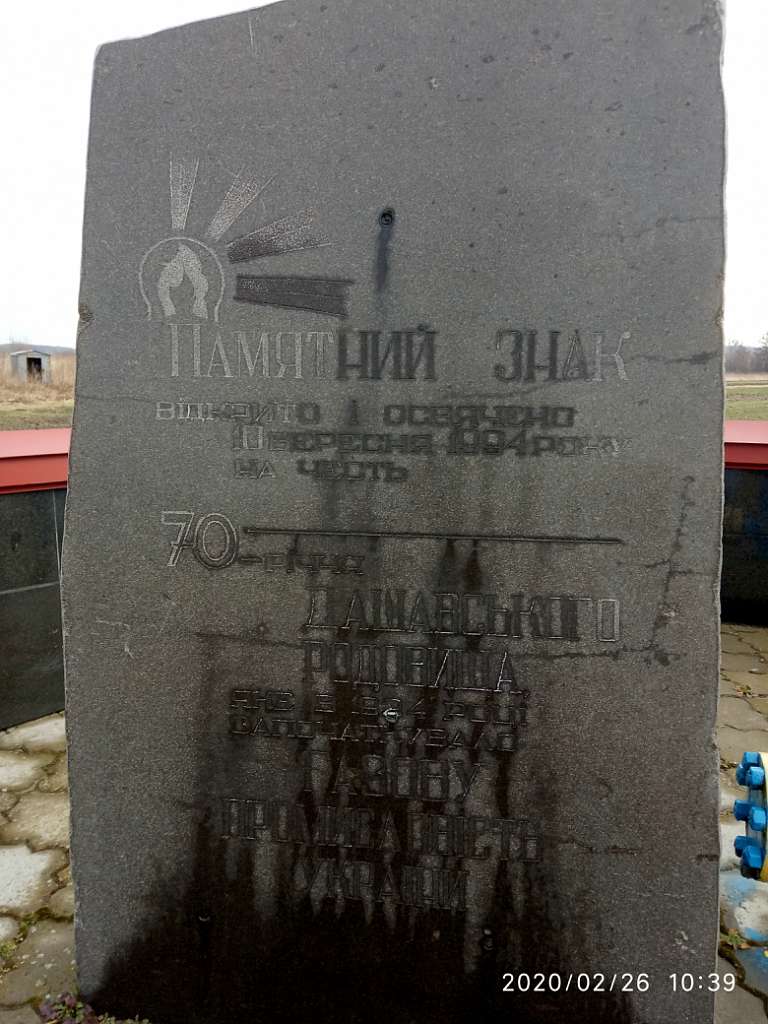 ПАМЯТНИЙ ЗНАК
ВІДКРИТО І ОСВЯЧЕНО
10 ВЕРЕСНЯ 1994 РОКУ
НА ЧЕСТЬ
70-РІЧЧЯ
ДАШАВСЬКОГО
РОДОВИЩА,
ЯКЕ В 1924 РОЦІ
ЗАПОЧАТКУВАЛО
ГАЗОВУ
ПРОМИСЛОВІСТЬ
УКРАЇНИ
2020/02/26 10:39